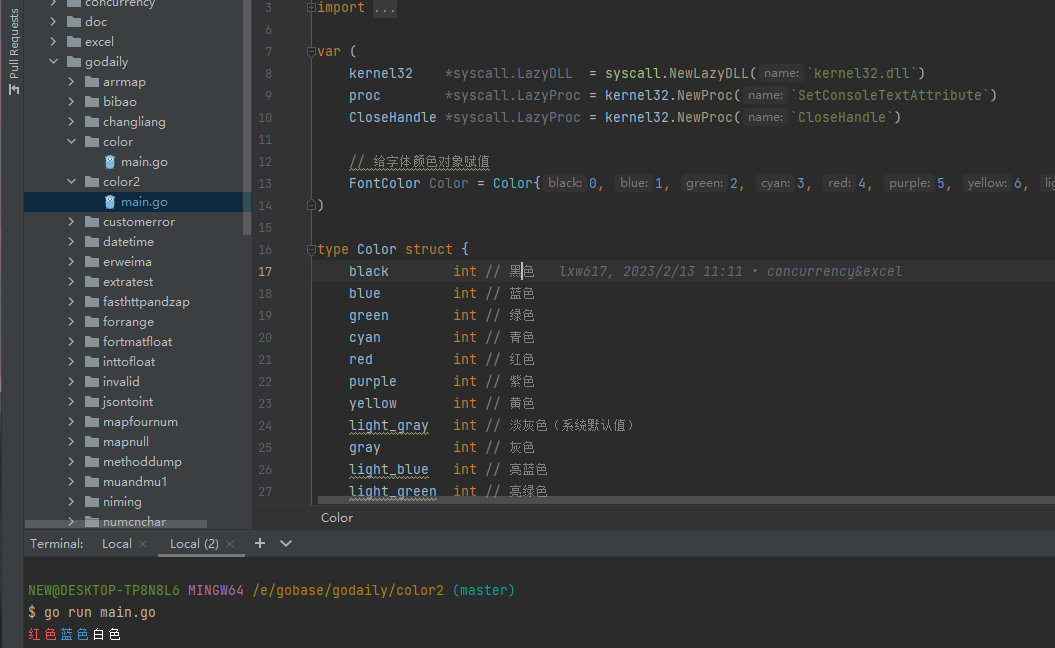 Pull Requests
concurrency
doc
excel
godaily
arrmap
bibao
changliang
color
main.go
color2
main.go
customerror
datetime
erweima
extratest
fasthttpandzap
forrange
fortmatfloat
inttofloat
invalid
jsontoint
mapfournum
mapnull
methoddump
muandmu1
niming
numcnchar
3 import ...
6
7 var (
8 kernel32 *syscall.LazyDLL = syscall.NewLazyDLL( name: `kernel32.dll`)
9 proc *syscall.LazyProc = kernel32.NewProc( name: `SetConsoleTextAttribute`)
10 CloseHandle *syscall.LazyProc = kernel32.NewProc( name: `CloseHandle`)
11
12 // 给字体颜色对象赋值
13 FontColor Color = Color{ black: 0, blue: 1, green: 2, cyan: 3, red: 4, purple: 5, yellow: 6, lig
14 )
15
16 type Color struct {
17 black int // 黑色 lxw617, 2023/2/13 11:11 · concurrency&excel
18 blue int // 蓝色
19 green int // 绿色
20 cyan int // 青色
21 red int // 红色
22 purple int // 紫色
23 yellow int // 黄色
24 light_gray int // 淡灰色（系统默认值）
25 gray int // 灰色
26 light_blue int // 亮蓝色
27 light_green int // 亮绿色
Color
Terminal: Local × Local (2) × +
NEW@DESKTOP-TP8N8L6 MINGW64 /e/gobase/godaily/color2 (master)
$ go run main.go
红色蓝色白色